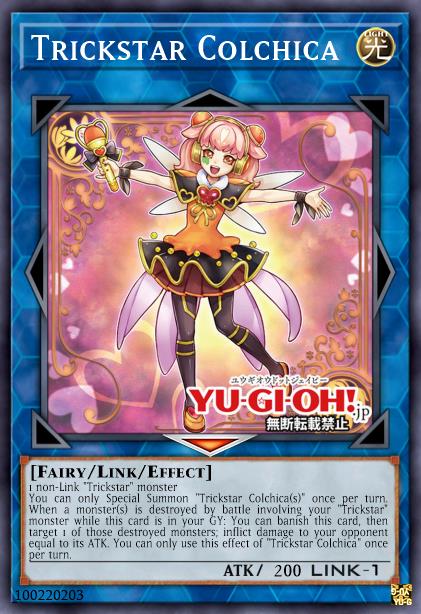 TRICKSTAR COLCHICA
LIGHT
光
ユウギオウドットジェイピー
YU-GI-OH!.jp
無断転載禁止
[FAIRY/LINK/EFFECT]
1 non-Link "Trickstar" monster
You can only Special Summon "Trickstar Colchica(s)" once per turn.
When a monster(s) is destroyed by battle involving your "Trickstar"
monster while this card is in your GY: You can banish this card, then
target 1 of those destroyed monsters; inflict damage to your opponent
equal to its ATK. You can only use this effect of "Trickstar Colchica" once
per turn.
ATK/ 200 LINK-1
100220203